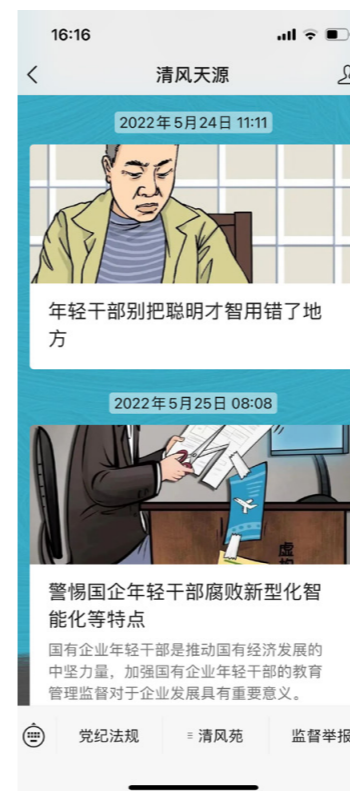 16:16
清风天源
2022年5月24日 11:11
年轻干部别把聪明才智用错了地
方
2022年5月25日 08:08
虚
警惕国企年轻干部腐败新型化智
能化等特点
国有企业年轻干部是推动国有经济发展的
中坚力量，加强国有企业年轻干部的教育
管理监督对于企业发展具有重要意义。
党纪法规
清风苑
监督举报